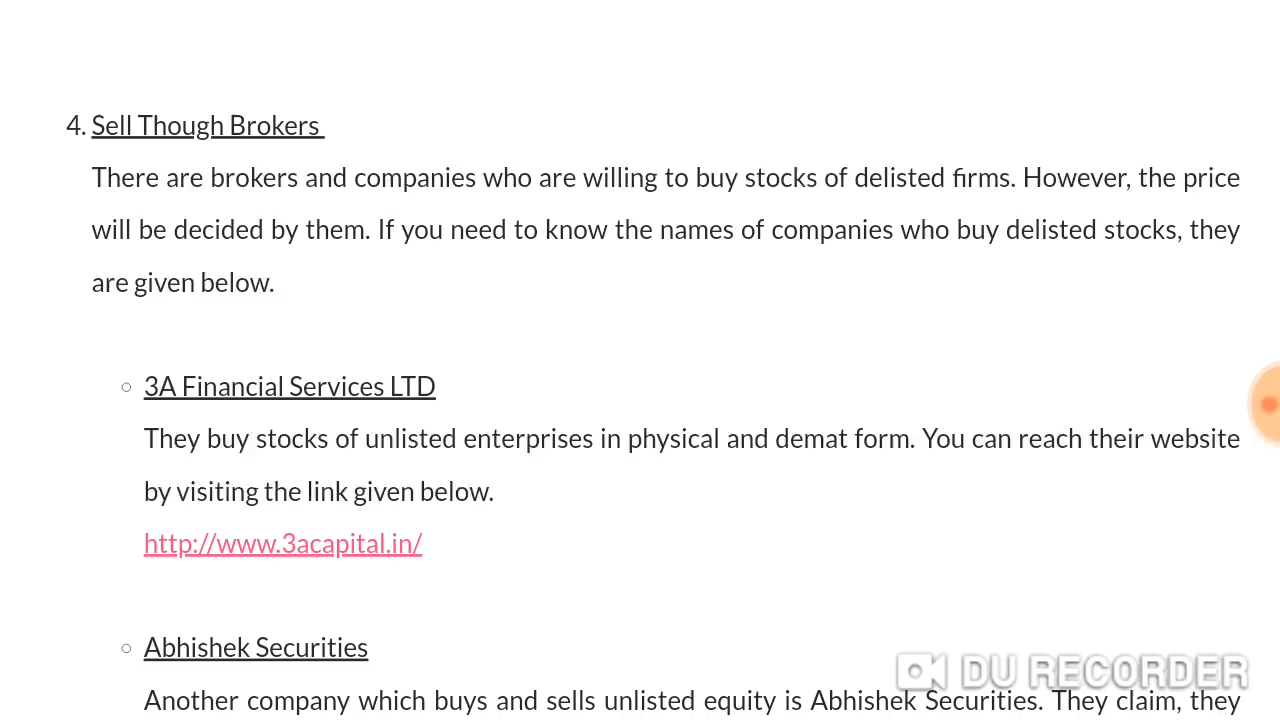 4. Sell Though Brokers
There are brokers and companies who are willing to buy stocks of delisted firms. However, the price
will be decided by them. If you need to know the names of companies who buy delisted stocks, they
are given below.
3A Financial Services LTD
They buy stocks of unlisted enterprises in physical and demat form. You can reach their website
by visiting the link given below.
http://www.3acapital.in/
Abhishek Securities
Another company which buys and sells unlisted equity is Abhishek Securities. They claim, they
DU RECORDER